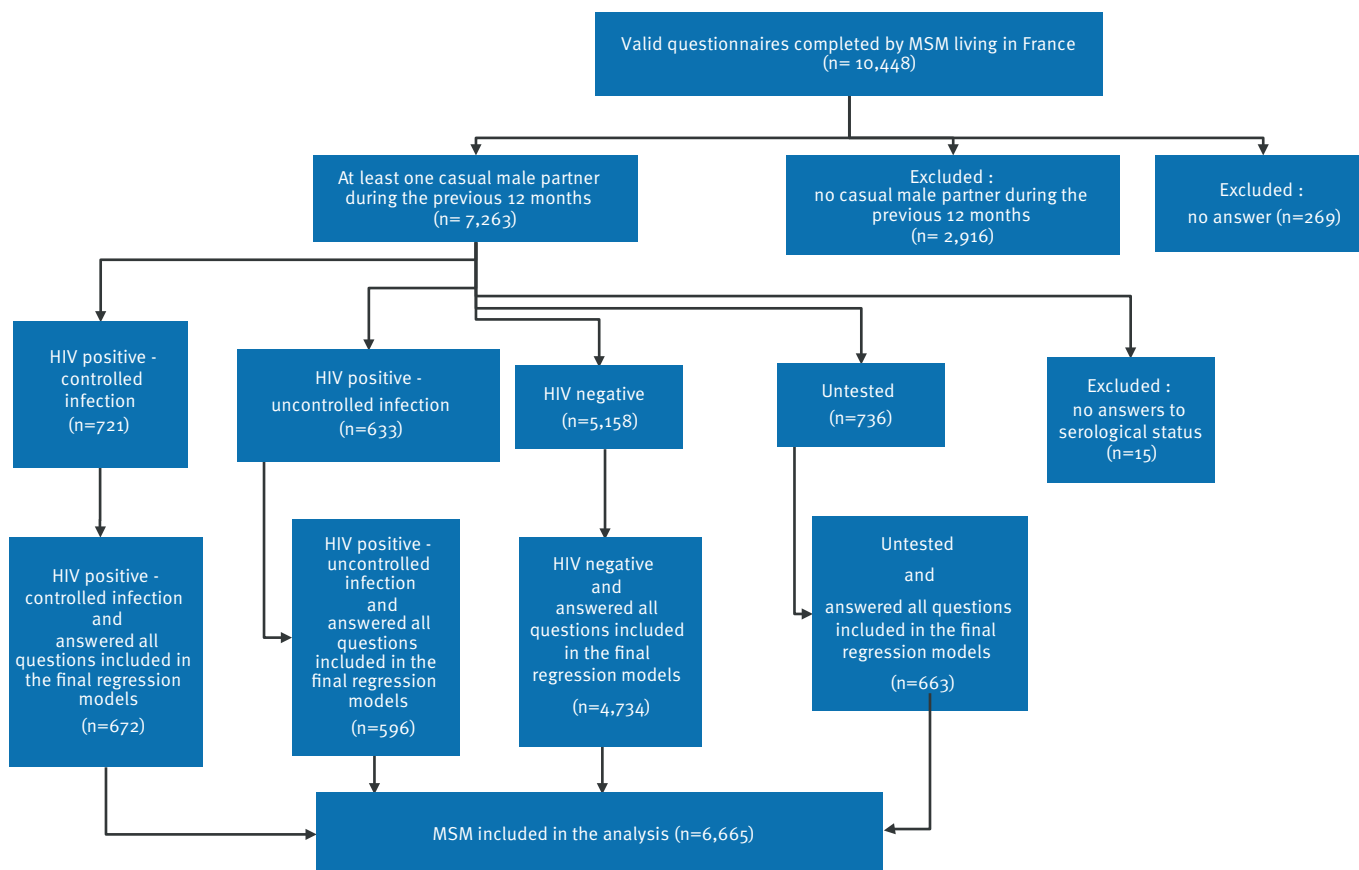 Valid questionnaires completed by MSM living in France
(n= 10,448)
At least one casual male partner
during the previous 12 months
(n= 7,263)
Excluded :
no casual male partner during the
previous 12 months
(n= 2,916)
Excluded :
no answer (n=269)
HIV positive -
controlled
infection
(n=721)
HIV positive -
uncontrolled infection
(n=633)
HIV negative
(n=5,158)
Untested
(n=736)
Excluded :
no answers to
serological status
(n=15)
HIV positive -
controlled infection
and
answered all
questions included in
the final regression
models
(n=672)
HIV positive -
uncontrolled
infection
and
answered all
questions
included in the
final regression
models
(n=596)
HIV negative
and
answered all
questions included
in the final
regression models
(n=4,734)
Untested
and
answered all questions
included in the final
regression models
(n=663)
MSM included in the analysis (n=6,665)